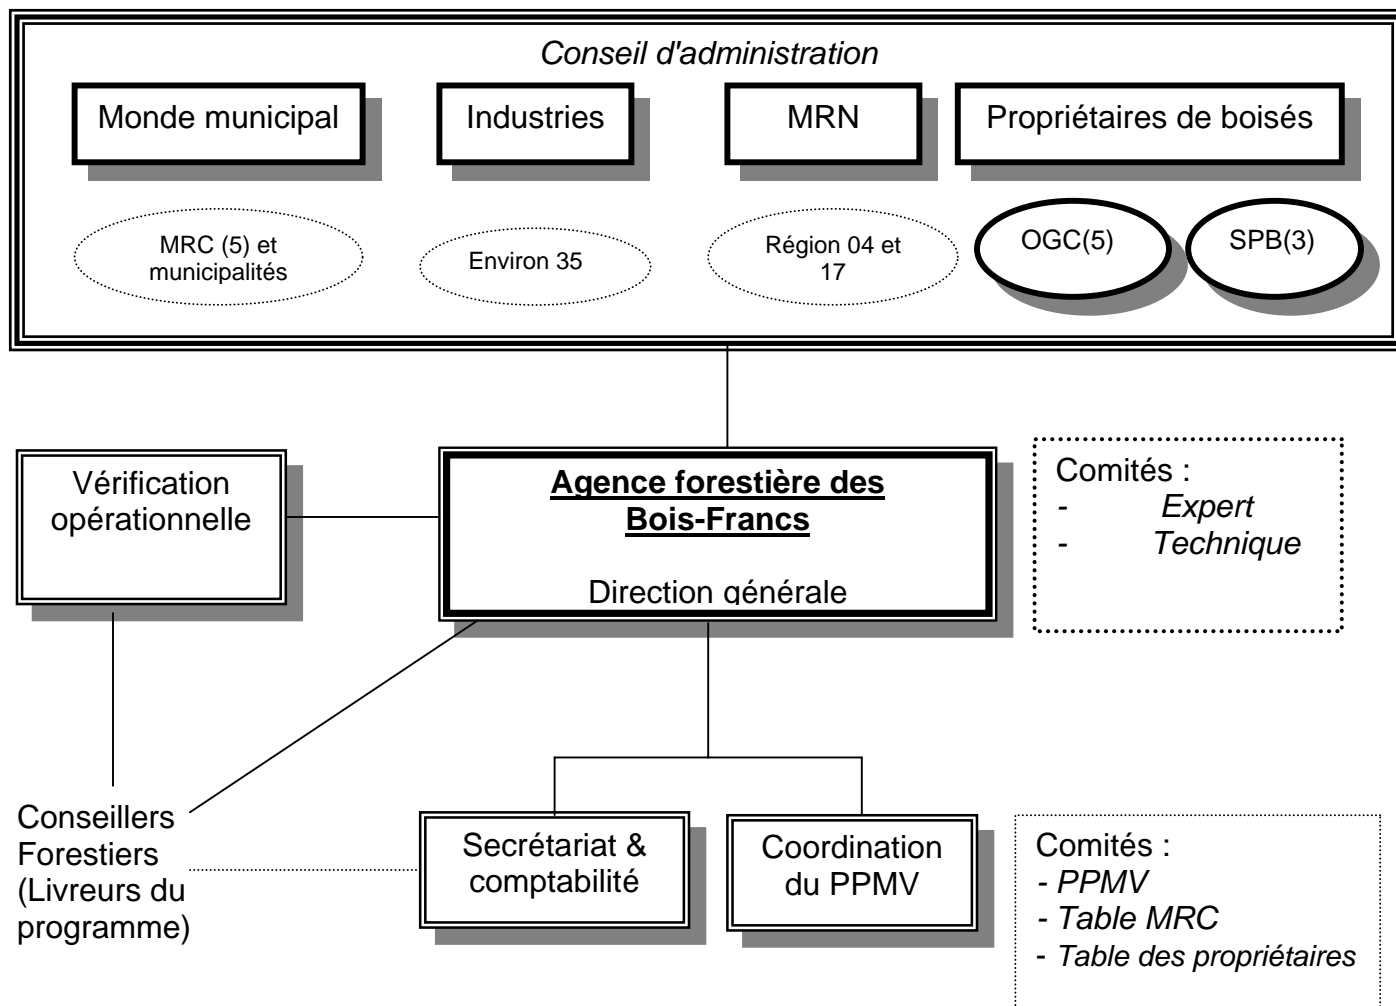 Conseil d'administration
Monde municipal
Industries
MRN
Propriétaires de boisés
MRC (5) et
municipalités
Environ 35
Région 04 et
17
OGC(5)
SPB(3)
Vérification
opérationnelle
Agence forestière des
Bois-Francs
Direction générale
Comités :
- Expert
- Technique
Conseillers
Forestiers
(Livreurs du
programme)
Secrétariat &
comptabilité
Coordination
du PPMV
Comités :
- PPMV
- Table MRC
- Table des propriétaires